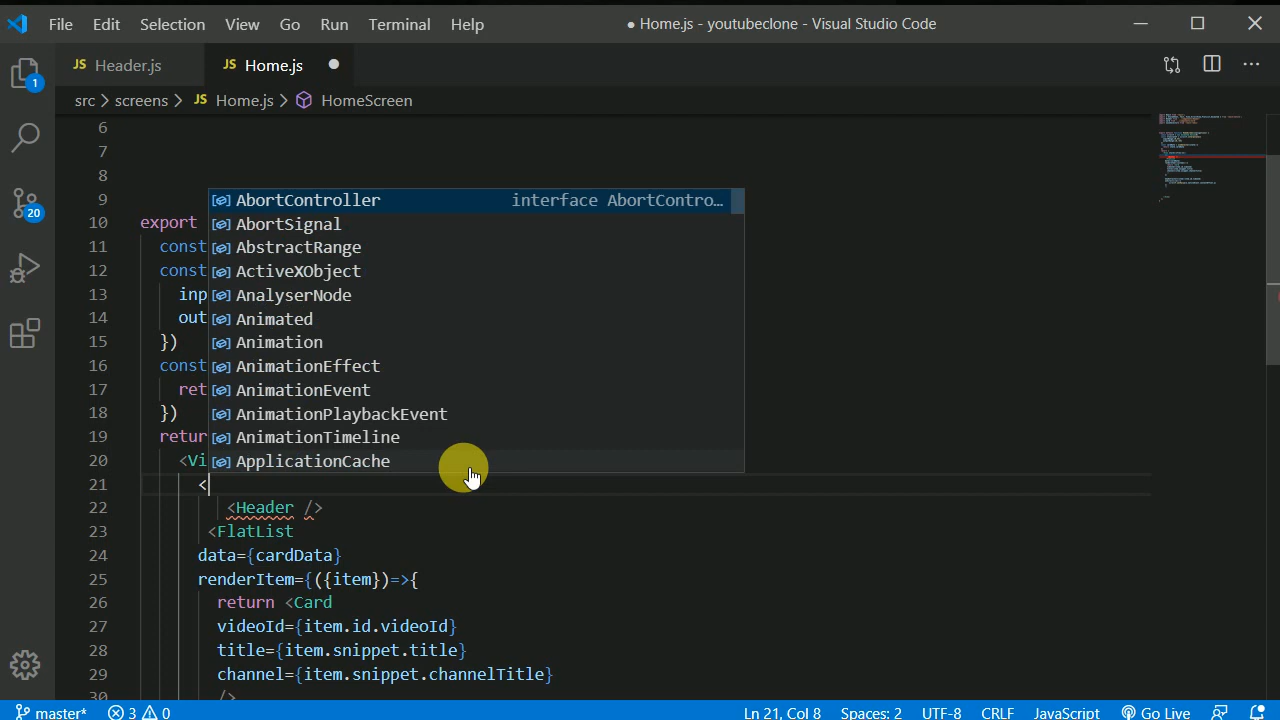 File Edit Selection View Go Run Terminal Help ● Home.js - youtubeclone - Visual Studio Code
JS Header.js JS Home.js
src > screens > JS Home.js > HomeScreen
1
20
6
7
8
9
AbortController interface AbortContro…
AbortSignal
AbstractRange
ActiveXObject
AnalyserNode
Animated
Animation
AnimationEffect
AnimationEvent
AnimationPlaybackEvent
AnimationTimeline
ApplicationCache
10 export
11 const
12 const
13 inp
14 out
15 })
16 const
17 ret
18 })
19 retur
20 <Vi
21 <
22 <Header />
23 <FlatList
24 data={cardData}
25 renderItem={({item})=>{
26 return <Card
27 videoId={item.id.videoId}
28 title={item.snippet.title}
29 channel={item.snippet.channelTitle}
30 />
master* 3 0 Ln 21, Col 8 Spaces: 2 UTF-8 CRLF JavaScript Go Live